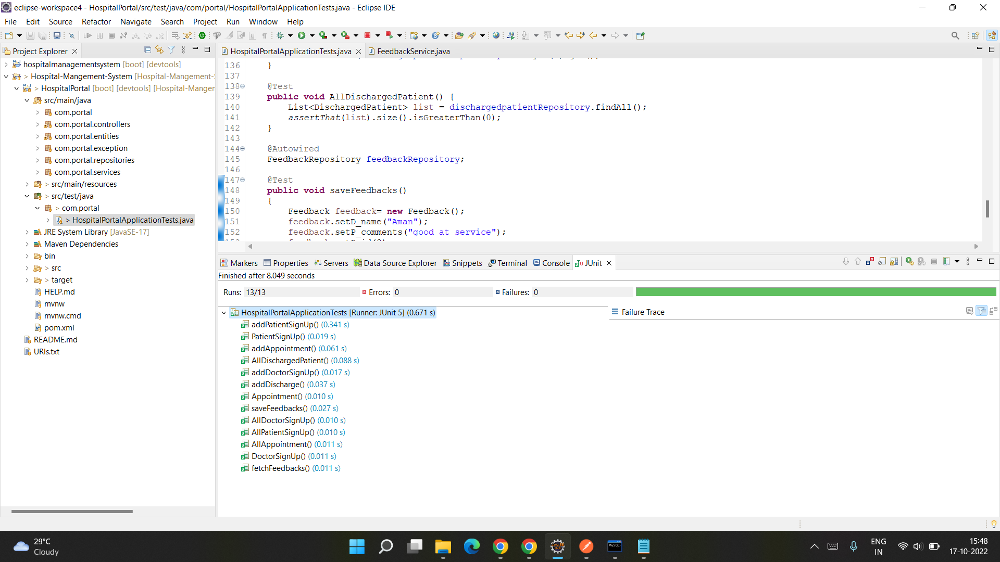 eclipse-workspace4 - HospitalPortal/src/test/java/com/portal/HospitalPortalApplicationTests.java - Eclipse IDE
File Edit Source Refactor Navigate Search Project Run Window Help
Project Explorer
hospitalmanagementsystem [boot] [devtools]
> Hospital-Mangement-System [Hospital-Mangement-
> HospitalPortal [boot] [devtools] [Hospital-Manger
src/main/java
com.portal
com.portal.controllers
com.portal.entities
com.portal.exception
com.portal.repositories
com.portal.services
> src/main/resources
> src/test/java
> com.portal
> HospitalPortalApplicationTests.java
JRE System Library [JavaSE-17]
Maven Dependencies
bin
> src
> target
HELP.md
mvnw
mvnw.cmd
pom.xml
README.md
URIs.txt
HospitalPortalApplicationTests.java FeedbackService.java
136 }
137
138 @Test
139 public void AllDischargedPatient() {
140 List<DischargedPatient> list = dischargedpatientRepository.findAll();
141 assertThat(list).size().isGreaterThan(0);
142 }
143
144 @Autowired
145 FeedbackRepository feedbackRepository;
146
147 @Test
148 public void saveFeedbacks()
149 {
150 Feedback feedback= new Feedback();
151 feedback.setD_name("Aman");
152 feedback.setP_comments("good at service");
Markers Properties Servers Data Source Explorer Snippets Terminal Console JUnit
Finished after 8.049 seconds
Runs: 13/13 Errors: 0 Failures: 0
HospitalPortalApplicationTests [Runner: JUnit 5] (0.671 s)
addPatientSignUp() (0.341 s)
PatientSignUp() (0.019 s)
addAppointment() (0.061 s)
AllDischargedPatient() (0.088 s)
addDoctorSignUp() (0.017 s)
addDischarge() (0.037 s)
Appointment() (0.010 s)
saveFeedbacks() (0.027 s)
AllDoctorSignUp() (0.010 s)
AllPatientSignUp() (0.010 s)
AllAppointment() (0.011 s)
DoctorSignUp() (0.011 s)
fetchFeedbacks() (0.011 s)
Failure Trace
29°C
Cloudy
ENG
IN
15:48
17-10-2022